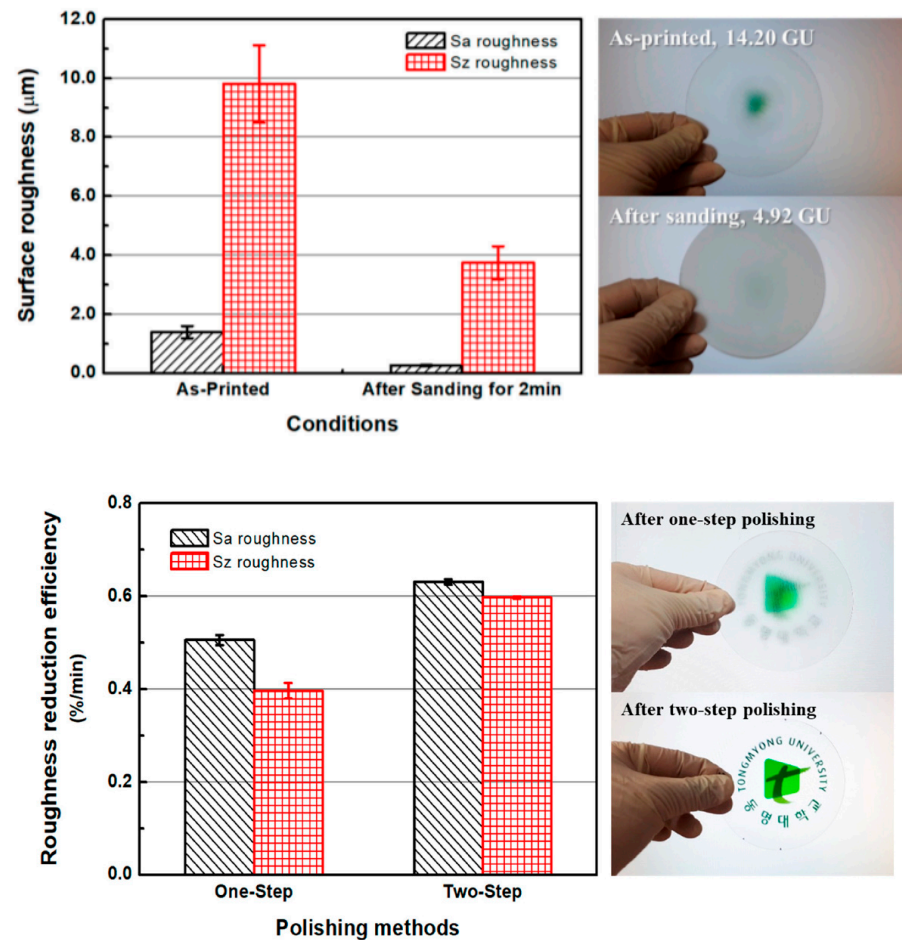 12.0
10.0
8.0
6.0
4.0
2.0
0.0
Surface roughness (μm)
Sa roughness
Sz roughness
As-Printed
After Sanding for 2min
Conditions
As-printed, 14.20 GU
After sanding, 4.92 GU
0.8
0.6
0.4
0.2
0.0
Roughness reduction efficiency
(%/min)
Sa roughness
Sz roughness
One-Step
Two-Step
Polishing methods
After one-step polishing
After two-step polishing
TONGMYONG UNIVERSITY